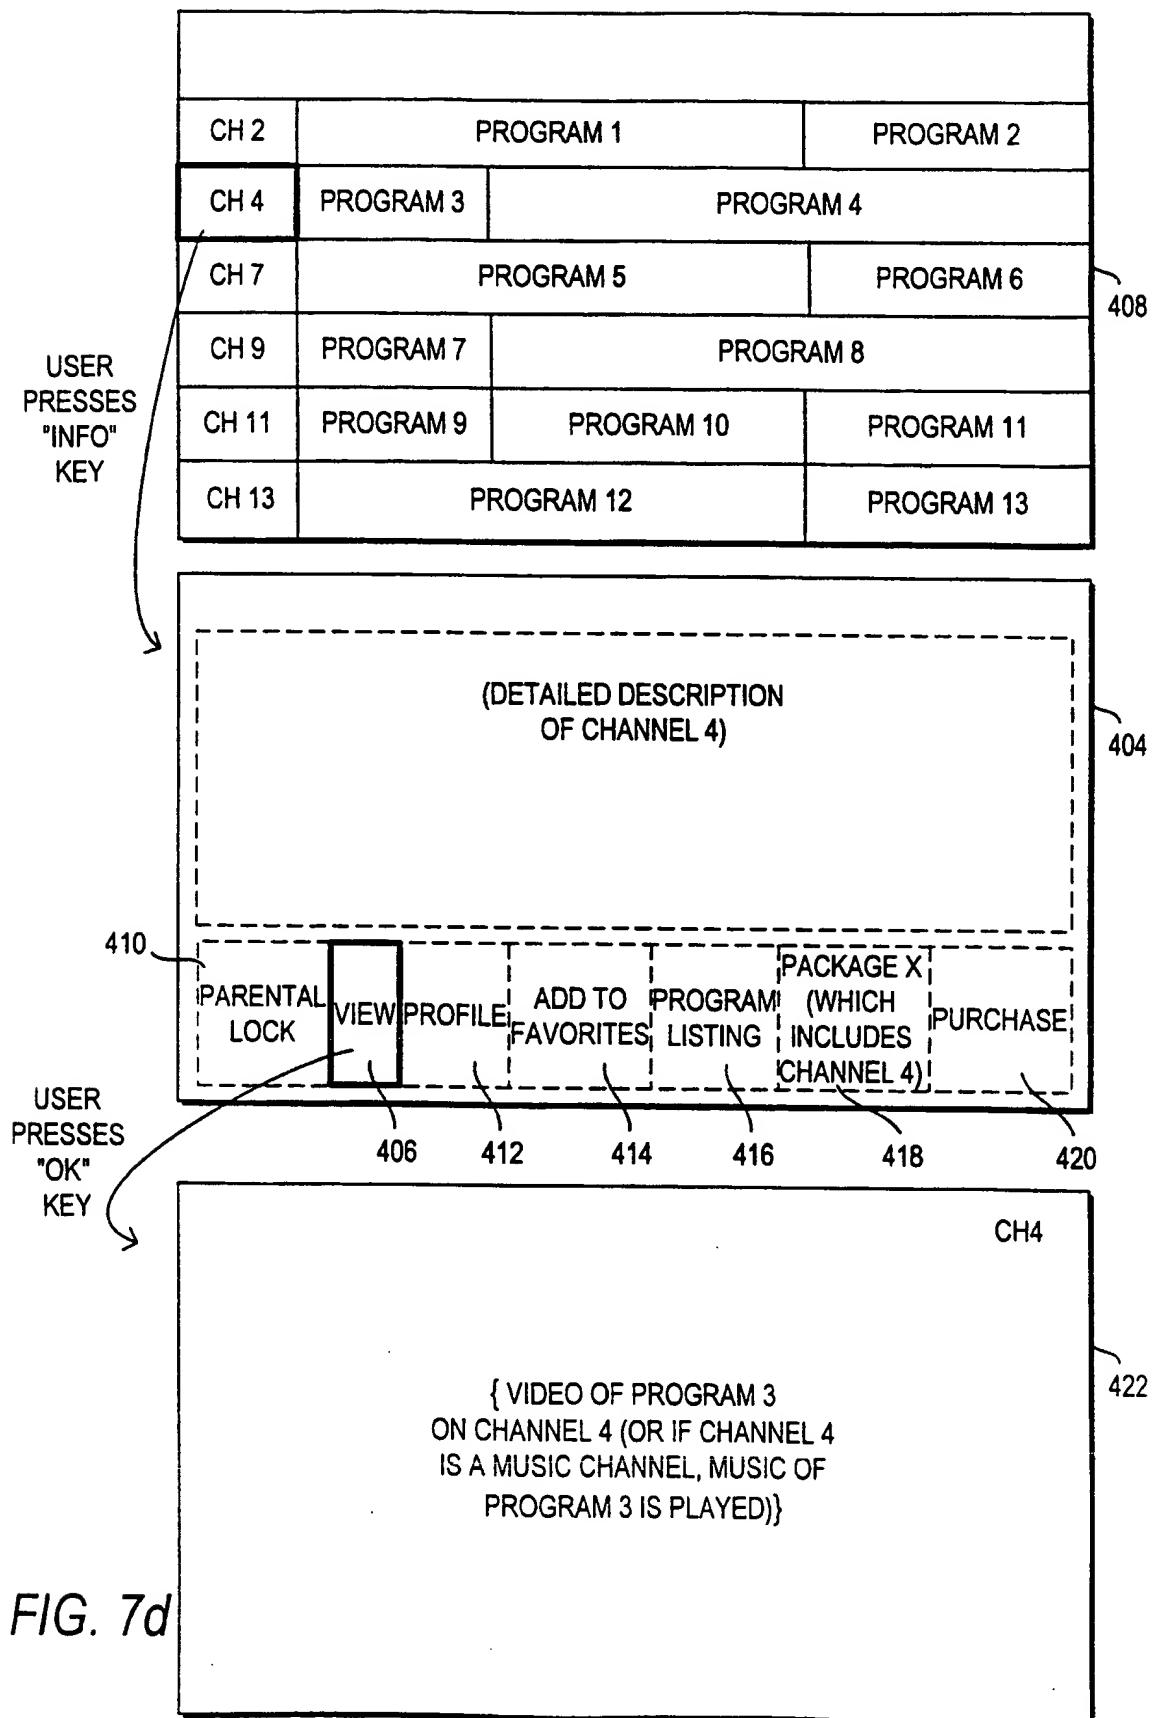 CH 2 PROGRAM 1 PROGRAM 2
CH 4 PROGRAM 3 PROGRAM 4
CH 7 PROGRAM 5 PROGRAM 6
408
CH 9 PROGRAM 7 PROGRAM 8
CH 11 PROGRAM 9 PROGRAM 10 PROGRAM 11
CH 13 PROGRAM 12 PROGRAM 13
USER
PRESSES
"INFO"
KEY
(DETAILED DESCRIPTION
OF CHANNEL 4)
404
410
PARENTAL
LOCK
VIEW
PROFILE
ADD TO
FAVORITES
PROGRAM
LISTING
PACKAGE X
(WHICH
INCLUDES
CHANNEL 4)
PURCHASE
406 412 414 416 418 420
USER
PRESSES
"OK"
KEY
CH4
{ VIDEO OF PROGRAM 3
ON CHANNEL 4 (OR IF CHANNEL 4
IS A MUSIC CHANNEL, MUSIC OF
PROGRAM 3 IS PLAYED)}
422
FIG. 7d